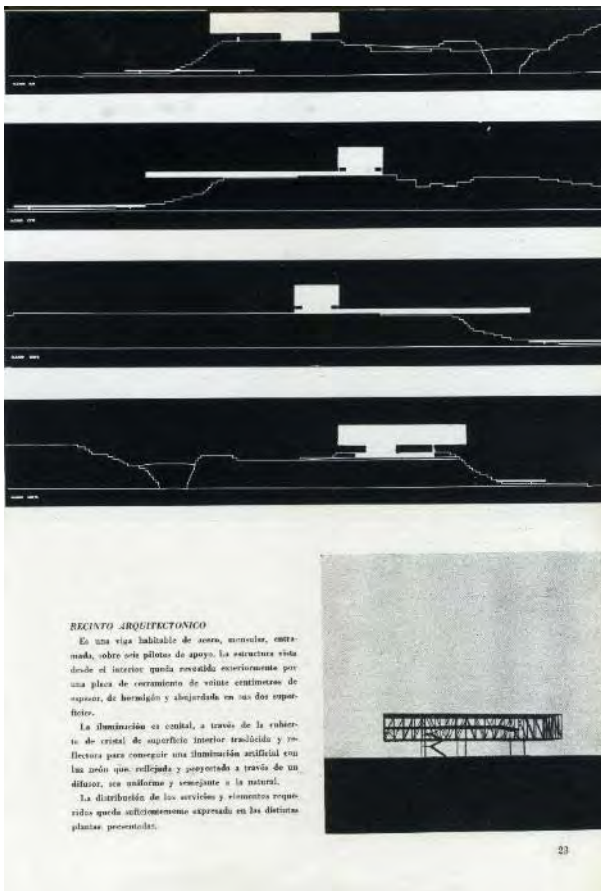 RECINTO ARQUITECTONICO
Es una viga habitable de acero, mensular, entra-
mada, sobre seis pilotes de apoyo. La estructura vista
desde el interior queda revestida exteriormente por
una placa de cerramiento de veinte centímetros de
espesor, de hormigón y abujardada en sus dos super-
ficies.
La iluminación es cenital, a través de la cubier-
ta de cristal de superficie interior traslúcida y re-
flectora para conseguir una iluminación artificial con
luz neón que, reflejada y proyectada a través de un
difusor, sea uniforme y semejante a la natural.
La distribución de los servicios y elementos reque-
ridos queda suficientemente expresado en las distintas
plantas presentadas.
23